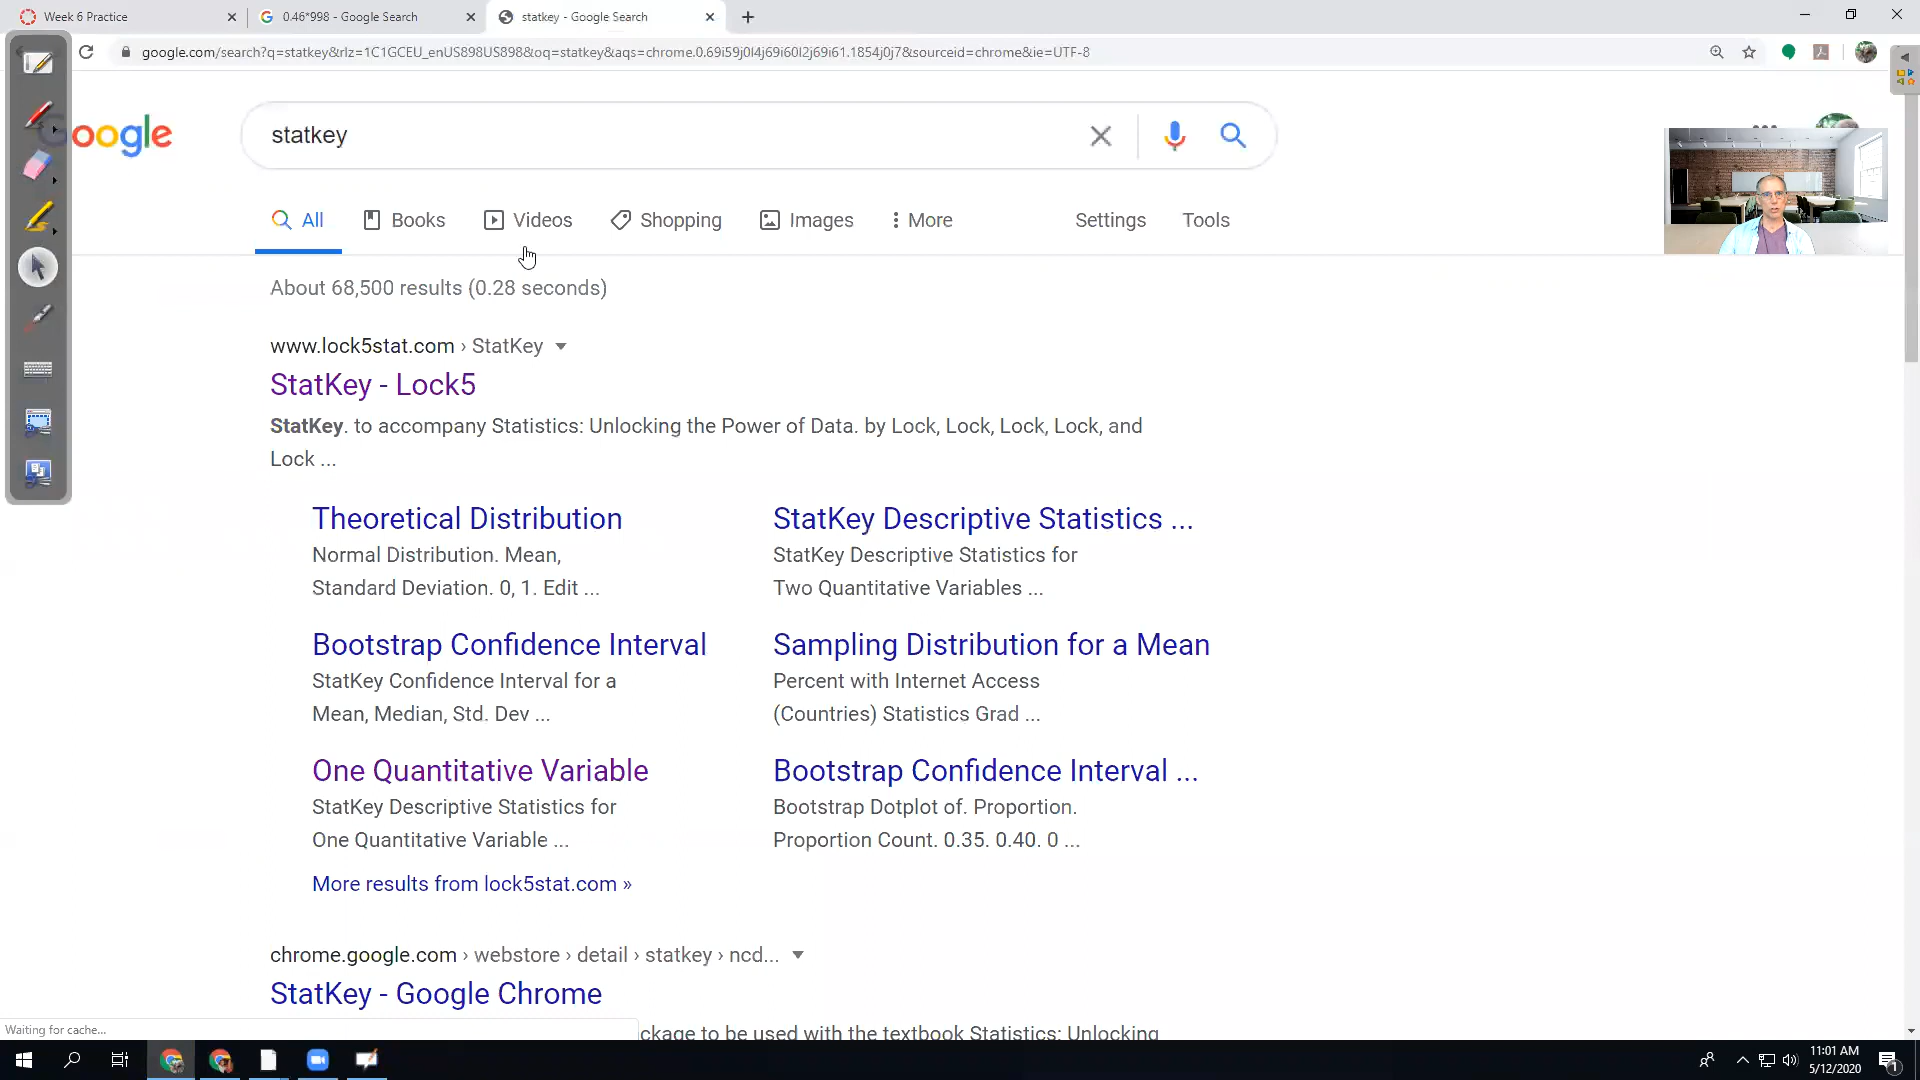 Week 6 Practice
0.46*998 - Google Search
statkey - Google Search
google.com/search?q=statkey&rlz=1C1GCEU_enUS898US898&oq=statkey&aqs=chrome.0.69i59j0l4j69i60l2j69i61.1854j0j7&sourceid=chrome&ie=UTF-8
oogle
statkey
All
Books
Videos
Shopping
Images
More
Settings
Tools
About 68,500 results (0.28 seconds)
www.lock5stat.com › StatKey
StatKey - Lock5
StatKey. to accompany Statistics: Unlocking the Power of Data. by Lock, Lock, Lock, Lock, and
Lock ...
Theoretical Distribution
Normal Distribution. Mean,
Standard Deviation. 0, 1. Edit ...
StatKey Descriptive Statistics ...
StatKey Descriptive Statistics for
Two Quantitative Variables ...
Bootstrap Confidence Interval
StatKey Confidence Interval for a
Mean, Median, Std. Dev ...
Sampling Distribution for a Mean
Percent with Internet Access
(Countries) Statistics Grad ...
One Quantitative Variable
StatKey Descriptive Statistics for
One Quantitative Variable ...
Bootstrap Confidence Interval ...
Bootstrap Dotplot of. Proportion.
Proportion Count. 0.35. 0.40. 0 ...
More results from lock5stat.com »
chrome.google.com › webstore › detail › statkey › ncd...
StatKey - Google Chrome
ckage to be used with the textbook Statistics: Unlocking
Waiting for cache...
11:01 AM
5/12/2020
1